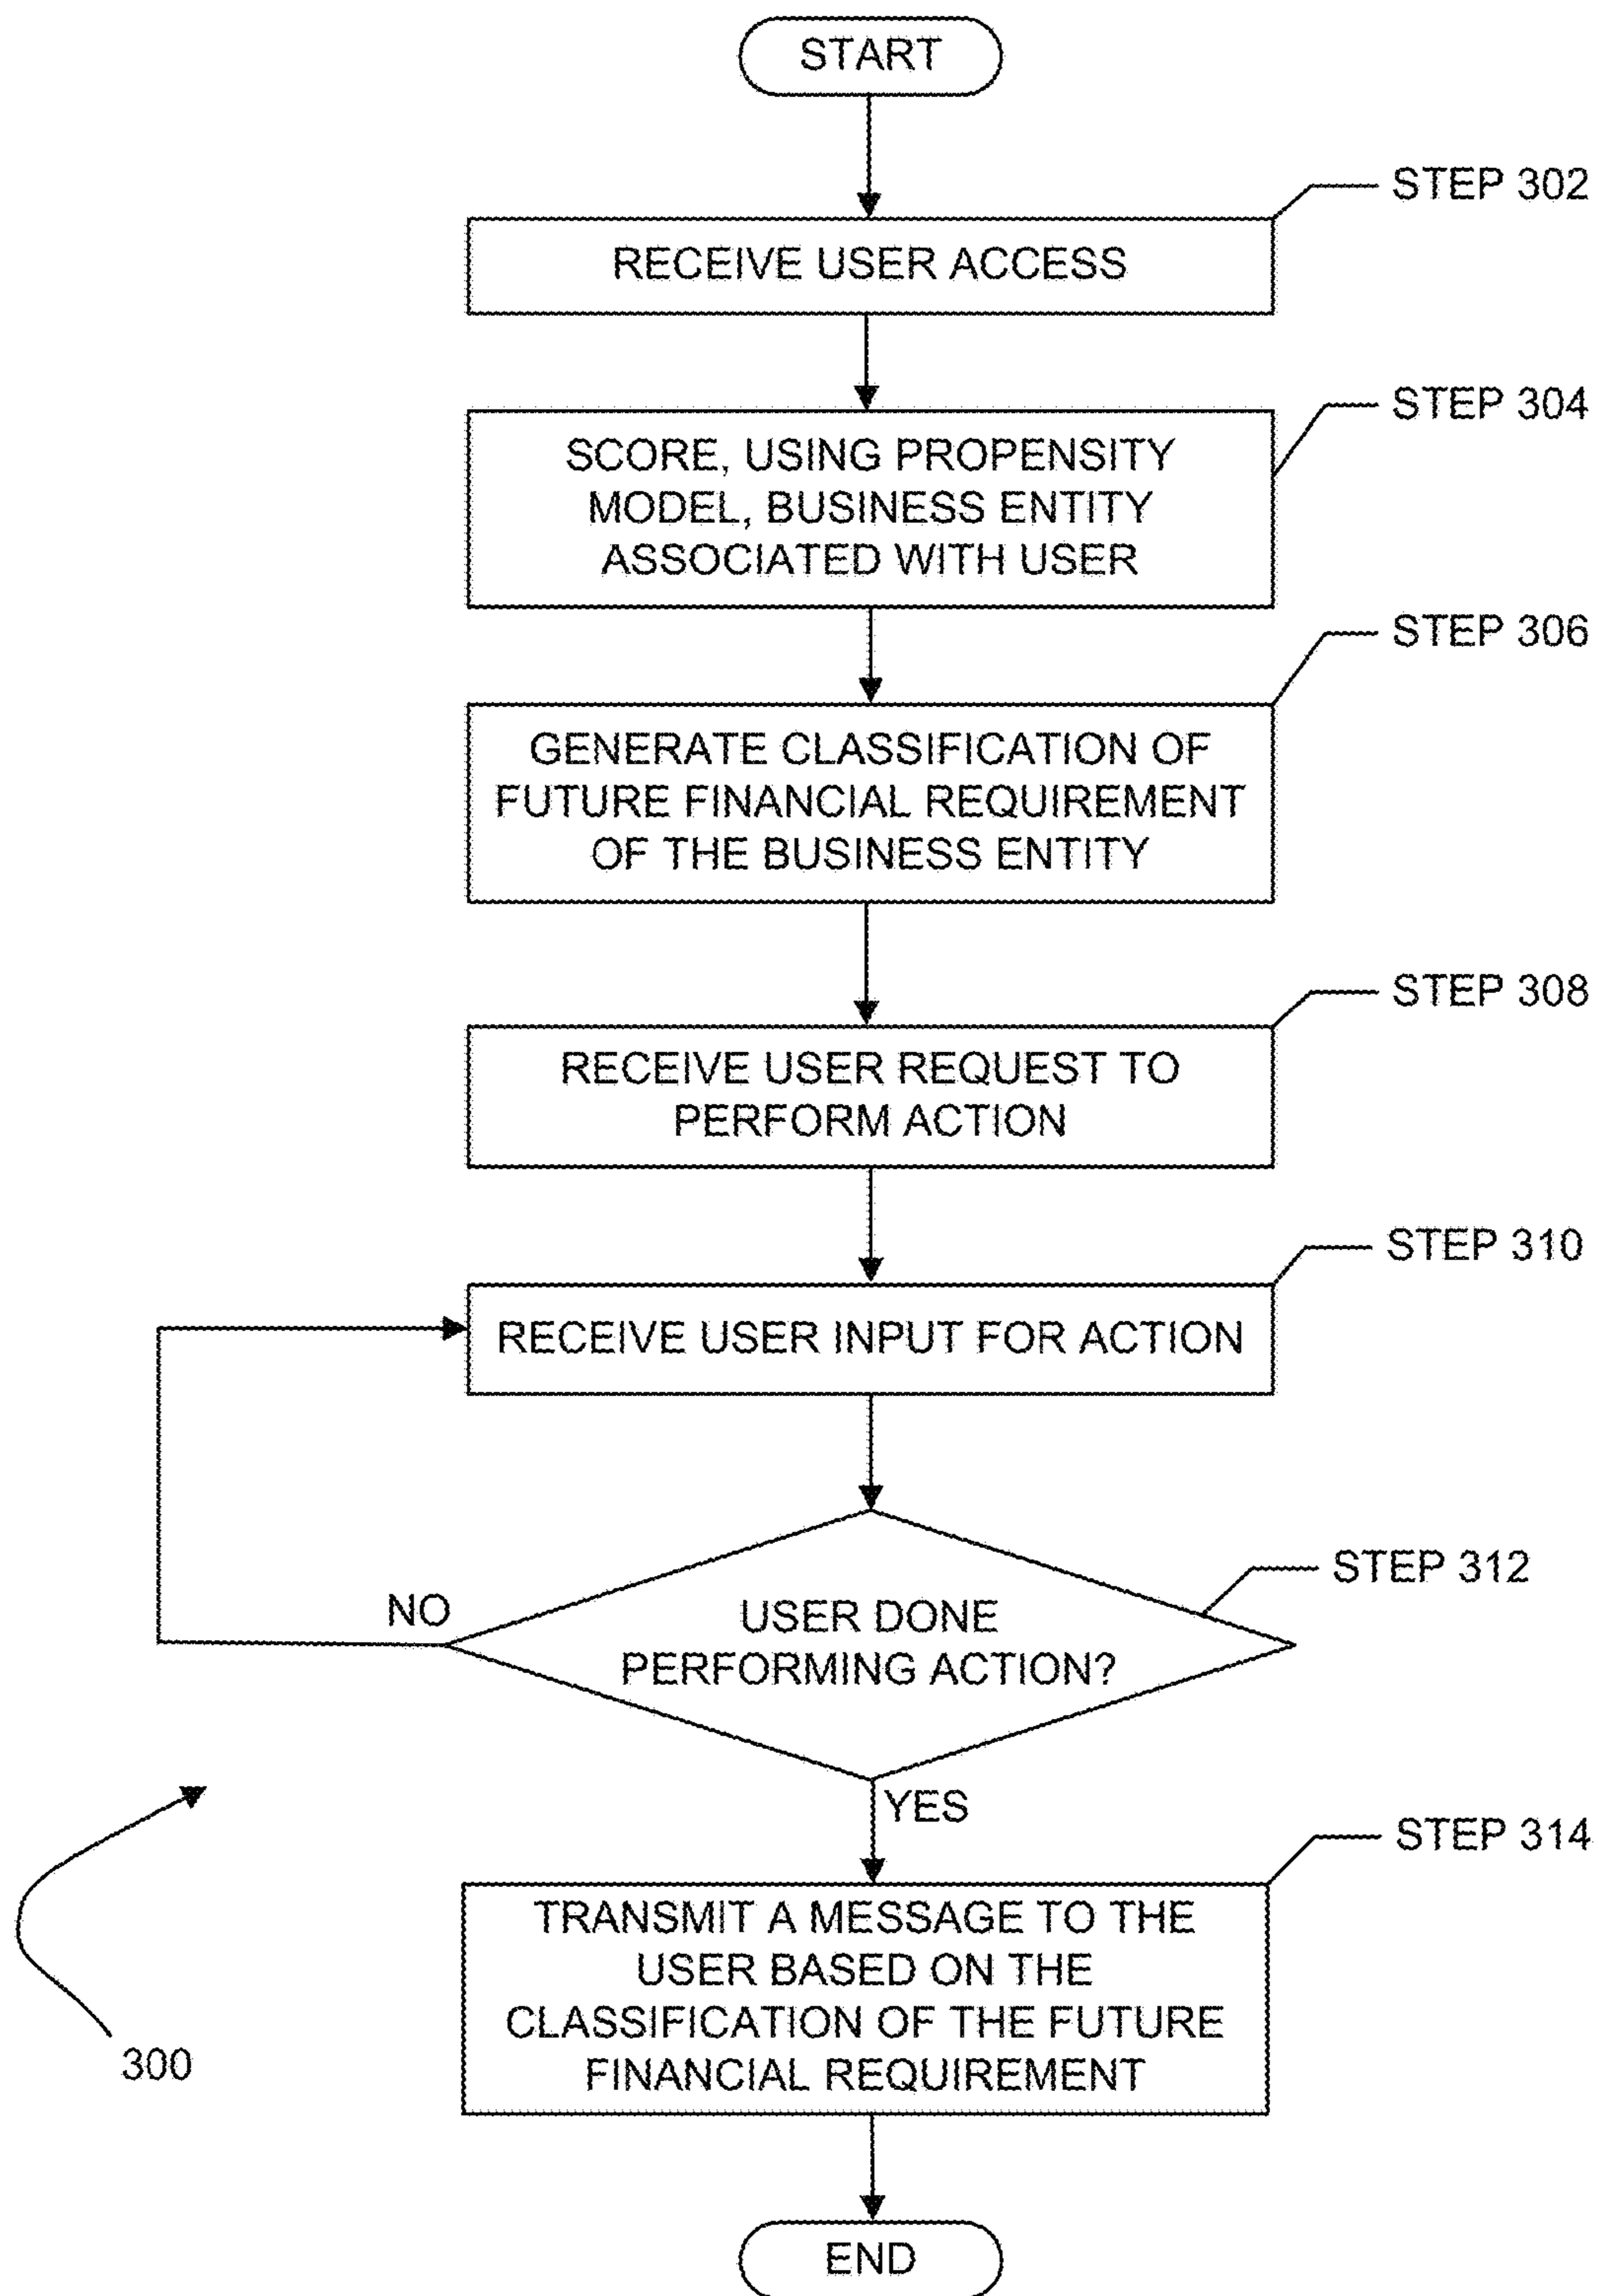 START
STEP 302
RECEIVE USER ACCESS
STEP 304
SCORE, USING PROPENSITY
MODEL, BUSINESS ENTITY
ASSOCIATED WITH USER
STEP 306
GENERATE CLASSIFICATION OF
FUTURE FINANCIAL REQUIREMENT
OF THE BUSINESS ENTITY
STEP 308
RECEIVE USER REQUEST TO
PERFORM ACTION
STEP 310
RECEIVE USER INPUT FOR ACTION
STEP 312
NO
USER DONE
PERFORMING ACTION?
YES
STEP 314
TRANSMIT A MESSAGE TO THE
USER BASED ON THE
CLASSIFICATION OF THE FUTURE
FINANCIAL REQUIREMENT
300
END